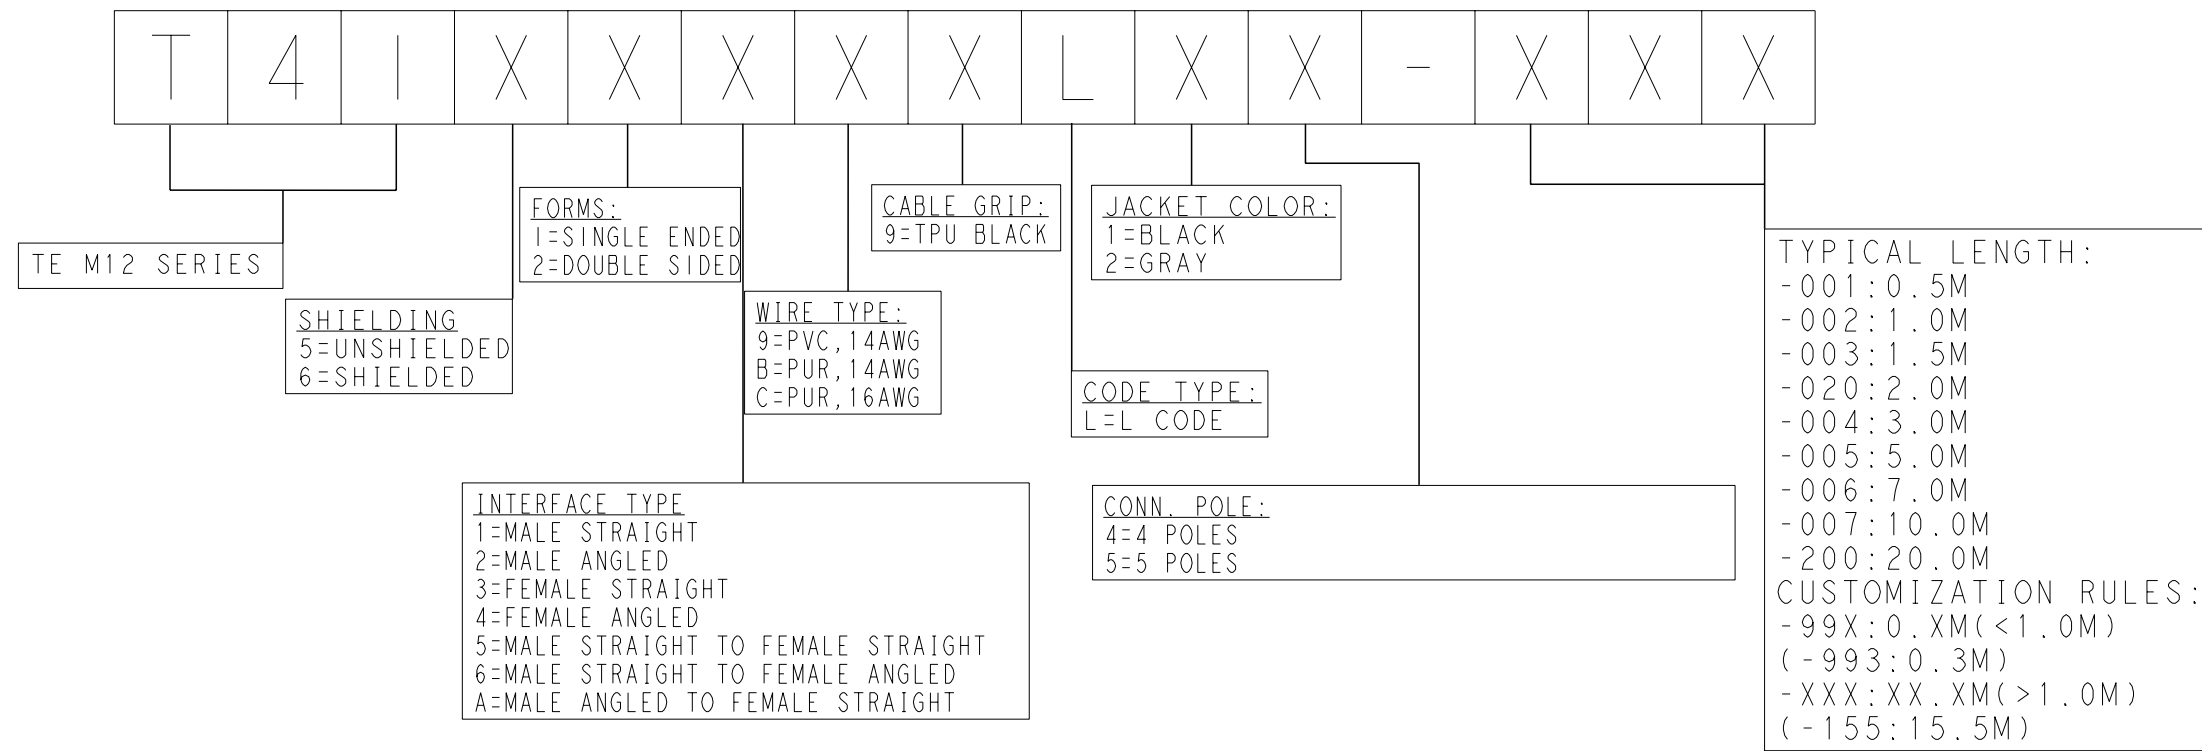 T 4 1 X X X X X L X X - X X X
TE M12 SERIES
SHIELDING
5=UNSHIELDED
6=SHIELDED
FORMS:
1=SINGLE ENDED
2=DOUBLE SIDED
INTERFACE TYPE
1=MALE STRAIGHT
2=MALE ANGLED
3=FEMALE STRAIGHT
4=FEMALE ANGLED
5=MALE STRAIGHT TO FEMALE STRAIGHT
6=MALE STRAIGHT TO FEMALE ANGLED
A=MALE ANGLED TO FEMALE STRAIGHT
WIRE TYPE:
9=PVC,14AWG
B=PUR,14AWG
C=PUR,16AWG
CABLE GRIP:
9=TPU BLACK
CODE TYPE:
L=L CODE
JACKET COLOR:
1=BLACK
2=GRAY
CONN. POLE:
4=4 POLES
5=5 POLES
TYPICAL LENGTH:
-001:0.5M
-002:1.0M
-003:1.5M
-020:2.0M
-004:3.0M
-005:5.0M
-006:7.0M
-007:10.0M
-200:20.0M
CUSTOMIZATION RULES:
-99X:0.XM(<1.0M)
(-993:0.3M)
-XXX:XX.XM(>1.0M)
(-155:15.5M)